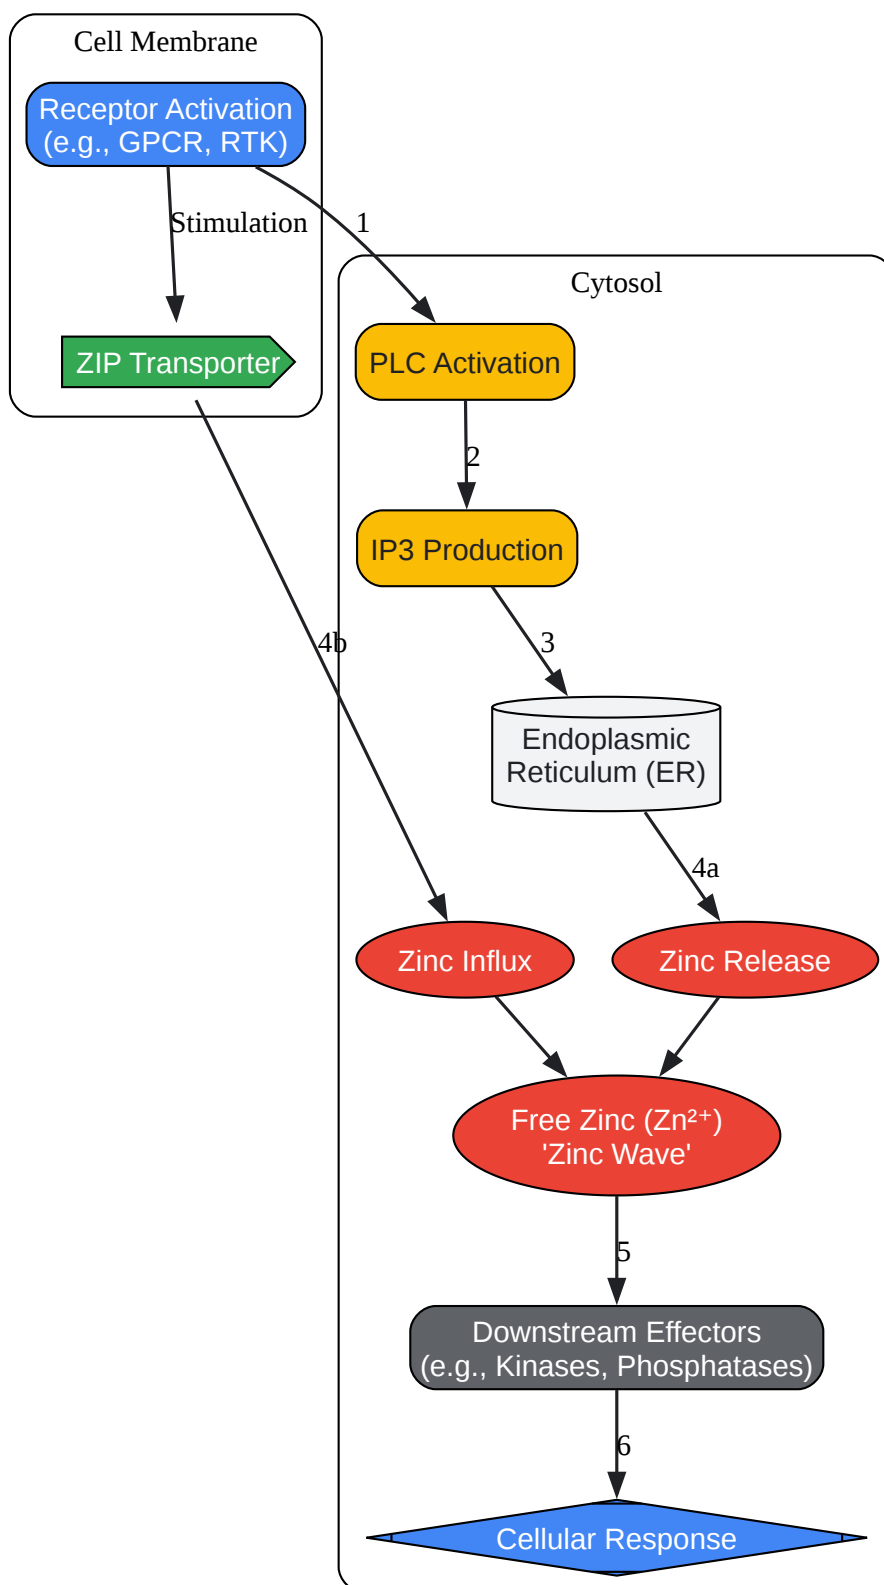 Cell Membrane
Receptor Activation
(e.g., GPCR, RTK)
Stimulation
1
Cytosol
ZIP Transporter
PLC Activation
2
IP3 Production
4b
3
Endoplasmic
Reticulum (ER)
4a
Zinc Influx
Zinc Release
Free Zinc (Zn²⁺)
'Zinc Wave'
5
Downstream Effectors
(e.g., Kinases, Phosphatases)
6
Cellular Response